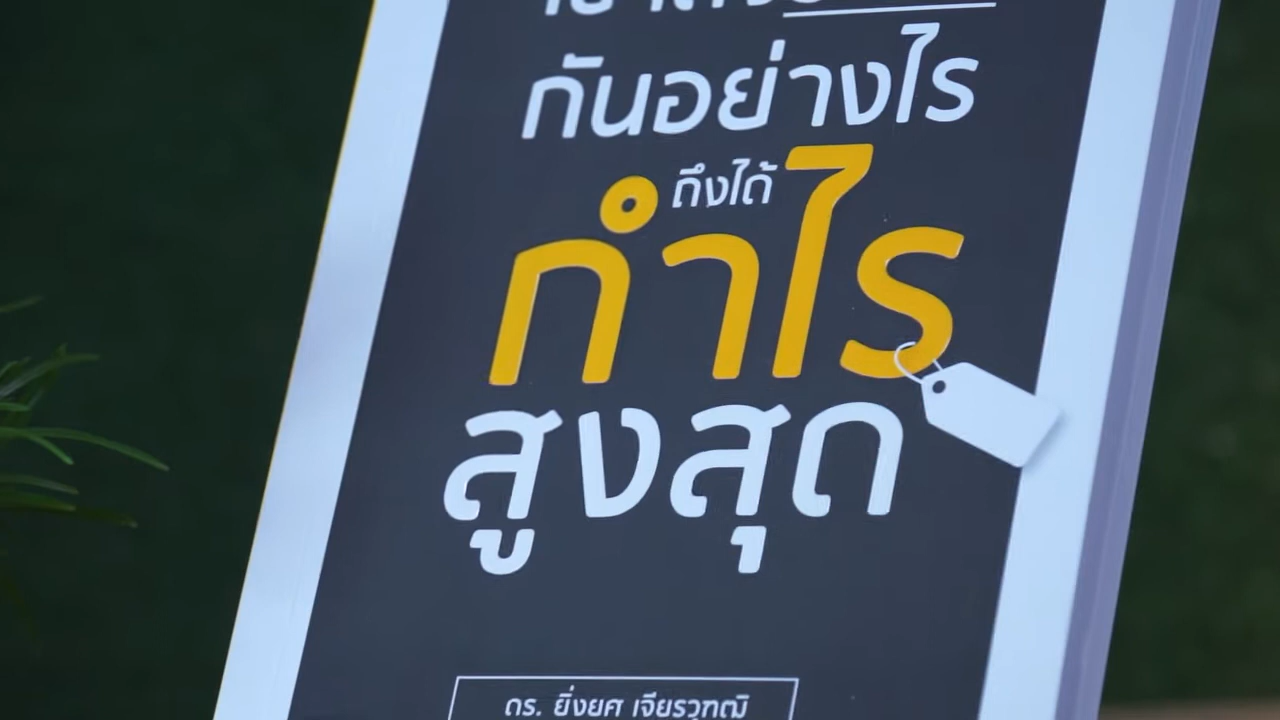 กันอย่างไร
ถึงได้
กำไร
สูงสุด
ดร. ยิ่งยศ เจียรวุฑฒิ